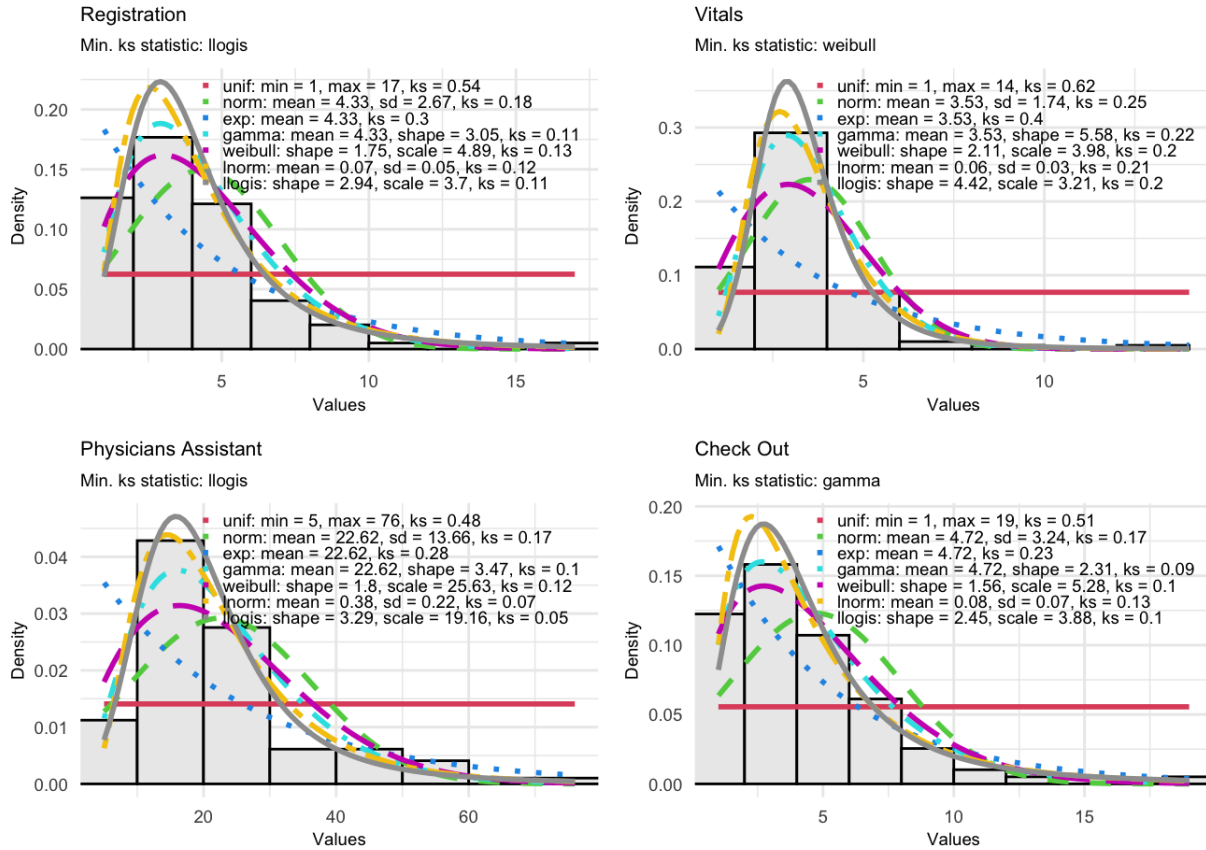 Registration
Min. ks statistic: llogis
unif: min = 1, max = 17, ks = 0.54
norm: mean = 4.33, sd = 2.67, ks = 0.18
exp: mean = 4.33, ks = 0.3
gamma: mean = 4.33, shape = 3.05, ks = 0.11
weibull: shape = 1.75, scale = 4.89, ks = 0.13
lnorm: mean = 0.07, sd = 0.05, ks = 0.12
llogis: shape = 2.94, scale = 3.7, ks = 0.11
0.20
0.15
0.10
0.05
0.00
Density
5
10
15
Values
Vitals
Min. ks statistic: weibull
unif: min = 1, max = 14, ks = 0.62
norm: mean = 3.53, sd = 1.74, ks = 0.25
exp: mean = 3.53, ks = 0.4
gamma: mean = 3.53, shape = 5.58, ks = 0.22
weibull: shape = 2.11, scale = 3.98, ks = 0.2
lnorm: mean = 0.06, sd = 0.03, ks = 0.21
llogis: shape = 4.42, scale = 3.21, ks = 0.2
0.3
0.2
0.1
0.0
Density
5
10
Values
Physicians Assistant
Min. ks statistic: llogis
unif: min = 5, max = 76, ks = 0.48
norm: mean = 22.62, sd = 13.66, ks = 0.17
exp: mean = 22.62, ks = 0.28
gamma: mean = 22.62, shape = 3.47, ks = 0.1
weibull: shape = 1.8, scale = 25.63, ks = 0.12
lnorm: mean = 0.38, sd = 0.22, ks = 0.07
llogis: shape = 3.29, scale = 19.16, ks = 0.05
0.04
0.03
0.02
0.01
0.00
Density
20
40
60
Values
Check Out
Min. ks statistic: gamma
unif: min = 1, max = 19, ks = 0.51
norm: mean = 4.72, sd = 3.24, ks = 0.17
exp: mean = 4.72, ks = 0.23
gamma: mean = 4.72, shape = 2.31, ks = 0.09
weibull: shape = 1.56, scale = 5.28, ks = 0.1
lnorm: mean = 0.08, sd = 0.07, ks = 0.13
llogis: shape = 2.45, scale = 3.88, ks = 0.1
0.20
0.15
0.10
0.05
0.00
Density
5
10
15
Values